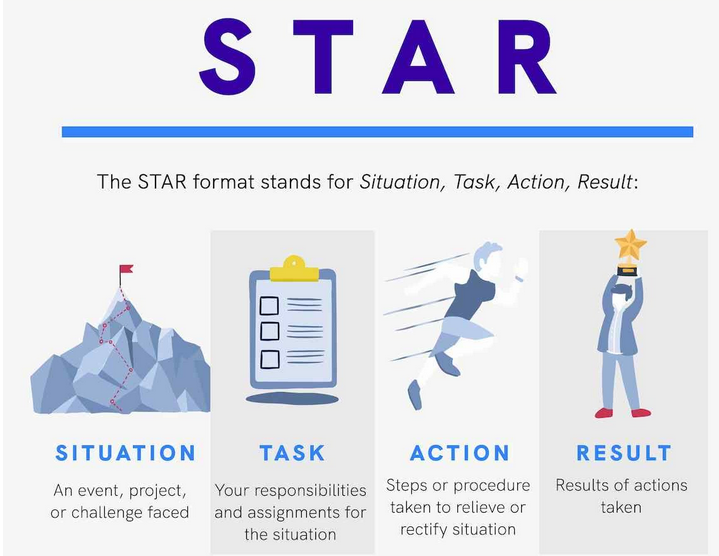 STAR
The STAR format stands for Situation, Task, Action, Result:
SITUATION
An event, project,
or challenge faced
TASK
Your responsibilities
and assignments for
the situation
ACTION
Steps or procedure
taken to relieve or
rectify situation
RESULT
Results of actions
taken